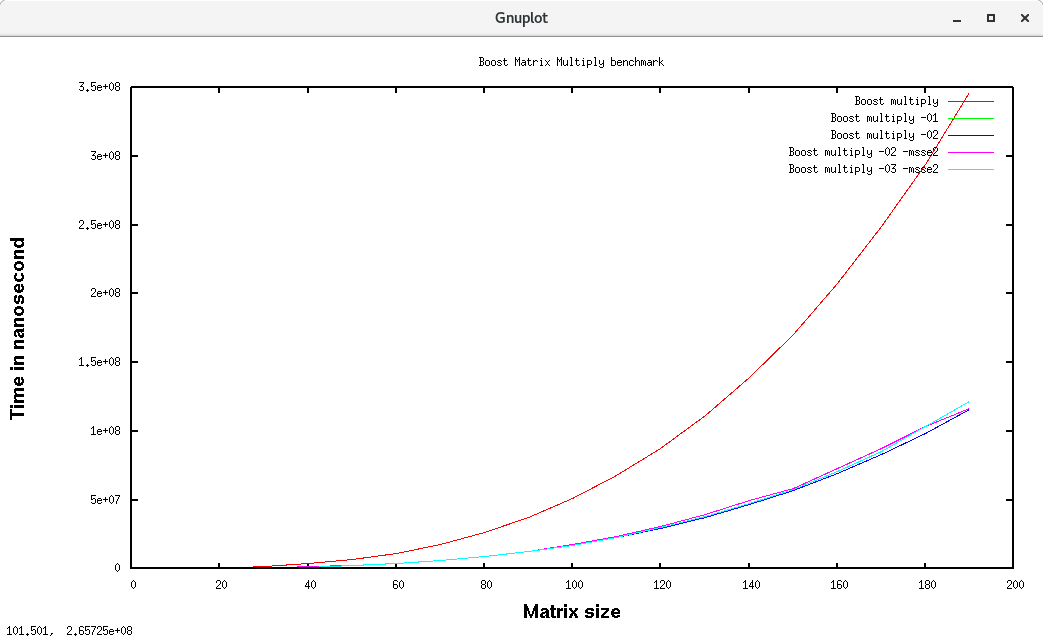 Gnuplot
Boost Matrix Multiply benchmark
3.5e+08
3e+08
2.5e+08
2e+08
1.5e+08
1e+08
5e+07
0
Boost multiply
Boost multiply -O1
Boost multiply -O2
Boost multiply -O2 -msse2
Boost multiply -O3 -msse2
Time in nanosecond
0 20 40 60 80 100 120 140 160 180 200
Matrix size
101.501, 2.65725e+08